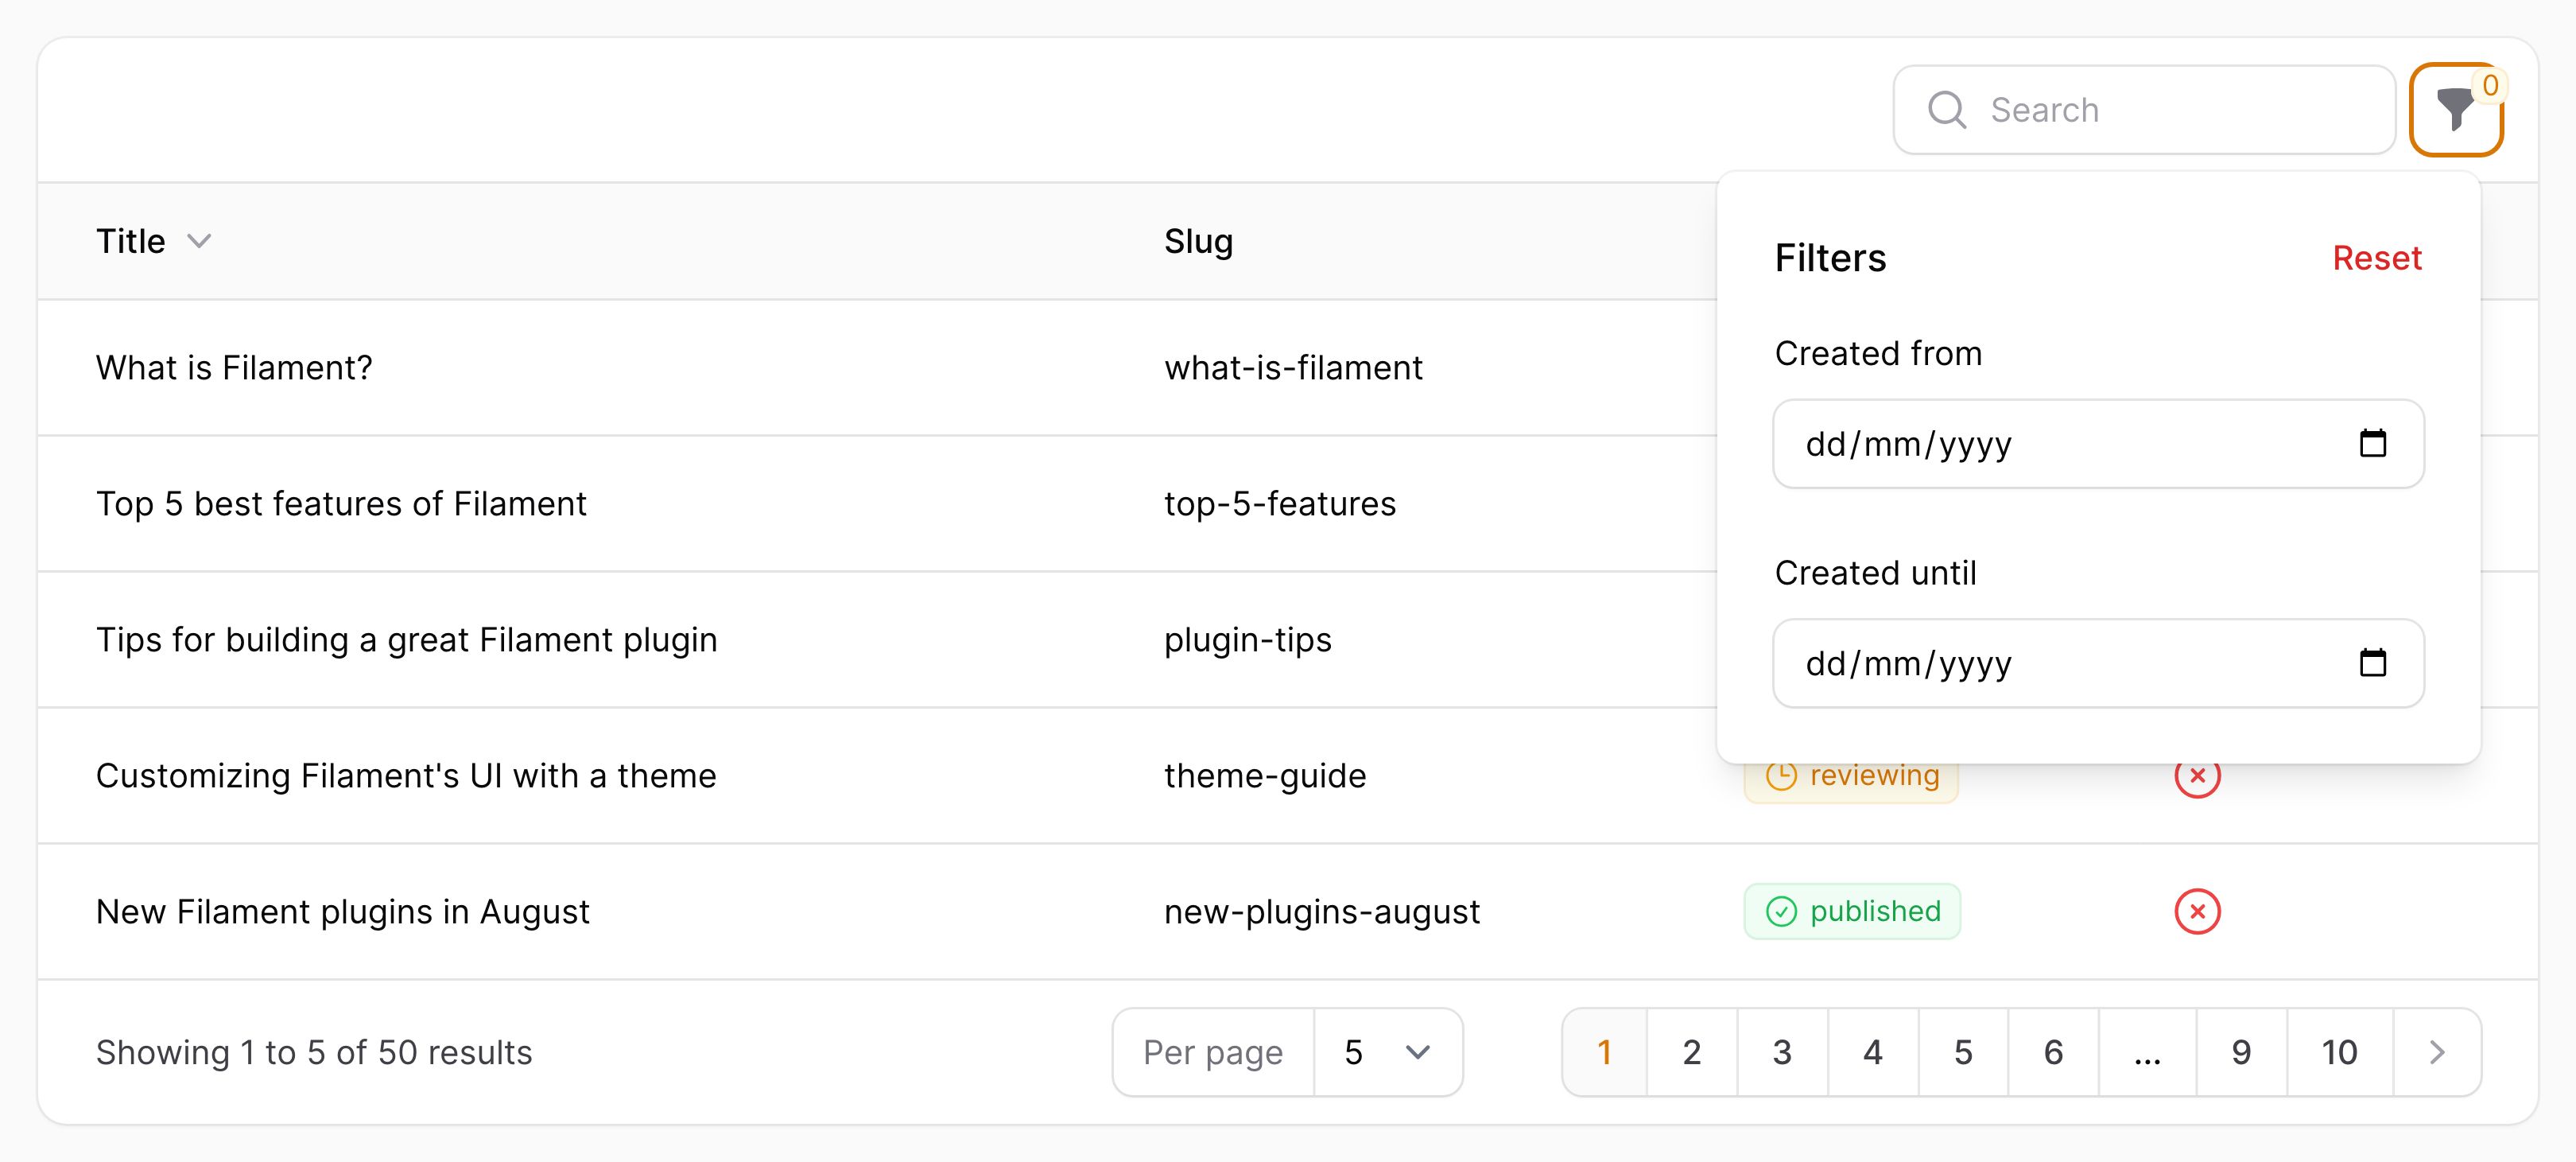 Search
0
Title
Slug
Filters
Reset
Created from
dd/mm/yyyy
Created until
dd/mm/yyyy
What is Filament?
what-is-filament
Top 5 best features of Filament
top-5-features
Tips for building a great Filament plugin
plugin-tips
Customizing Filament's UI with a theme
theme-guide
reviewing
New Filament plugins in August
new-plugins-august
published
Showing 1 to 5 of 50 results
Per page
5
1 2 3 4 5 6 ... 9 10